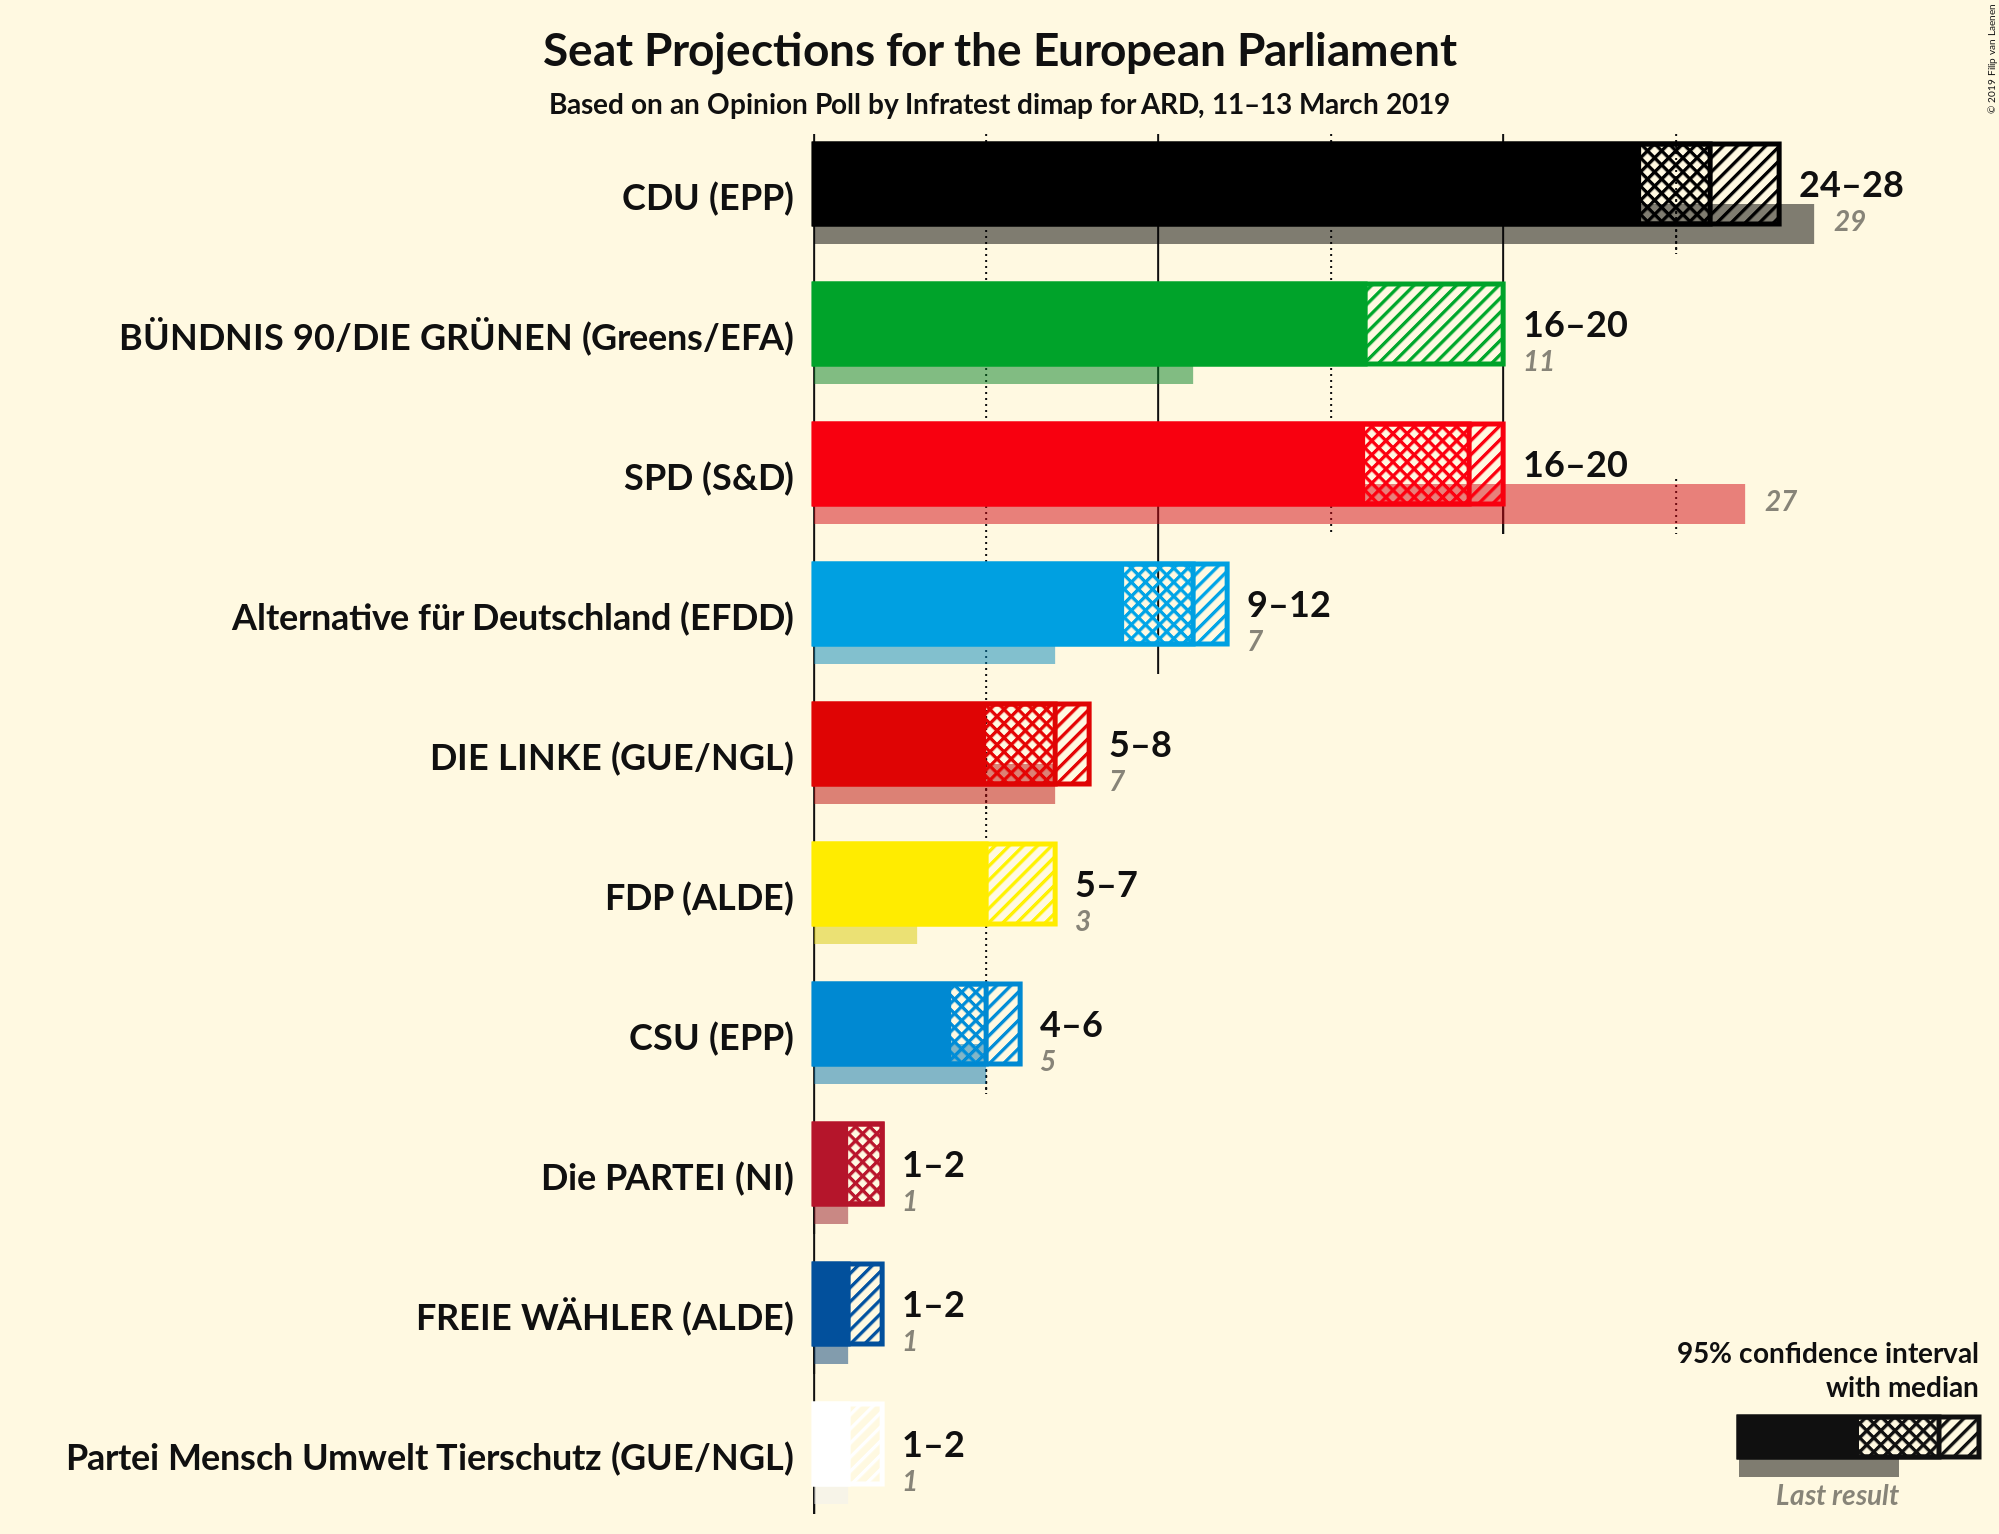 Seat Projections for the European Parliament
Based on an Opinion Poll by Infratest dimap for ARD, 11–13 March 2019
© 2019 Filip van Laenen
CDU (EPP)
24–28
29
BÜNDNIS 90/DIE GRÜNEN (Greens/EFA)
16–20
11
SPD (S&D)
16–20
27
Alternative für Deutschland (EFDD)
9–12
7
DIE LINKE (GUE/NGL)
5–8
7
FDP (ALDE)
5–7
3
CSU (EPP)
4–6
5
Die PARTEI (NI)
1–2
1
FREIE WÄHLER (ALDE)
1–2
1
Partei Mensch Umwelt Tierschutz (GUE/NGL)
1–2
1
95% confidence interval
with median
Last result